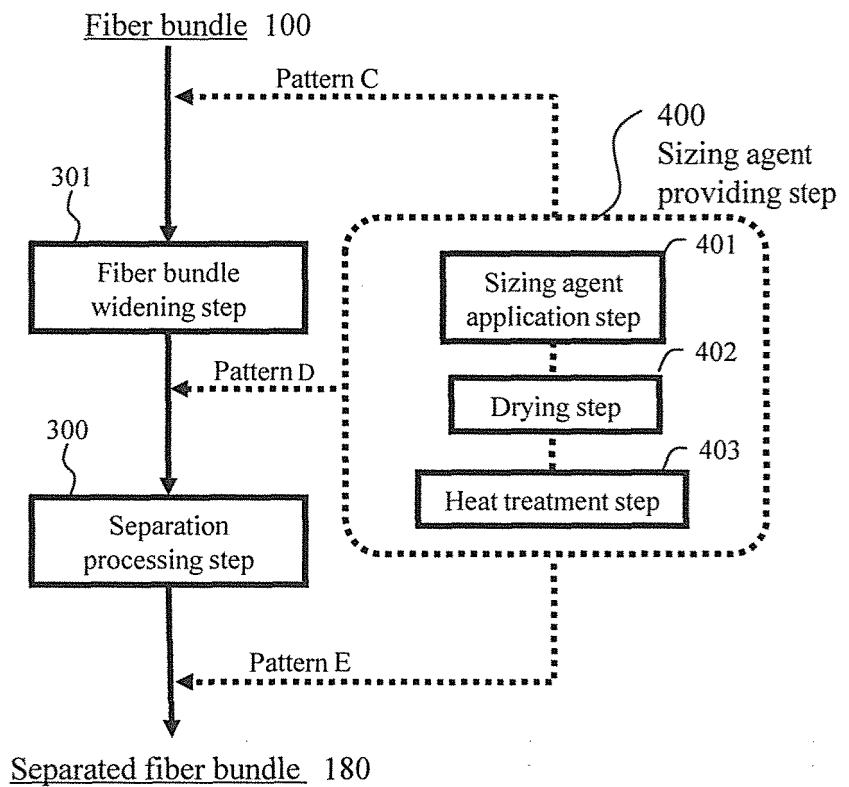 Fiber bundle 100
Pattern C
400
Sizing agent
providing step
301
Fiber bundle
widening step
401
Sizing agent
application step
Pattern D
402
Drying step
300
Separation
processing step
403
Heat treatment step
Pattern E
Separated fiber bundle 180